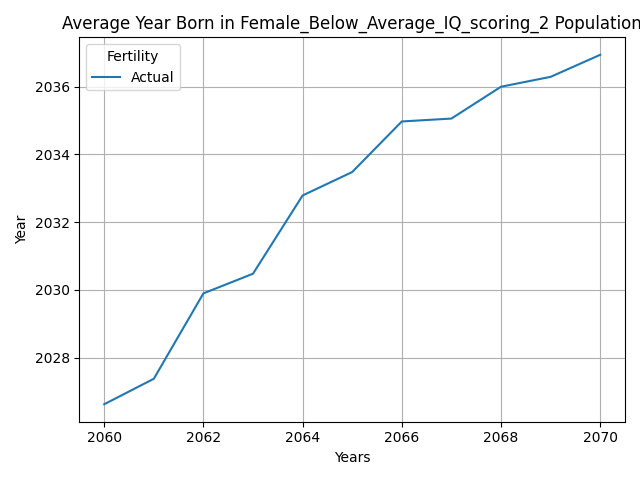 Average Year Born in Female_Below_Average_IQ_scoring_2 Population
Fertility
Actual
Year
2036
2034
2032
2030
2028
2060 2062 2064 2066 2068 2070
Years